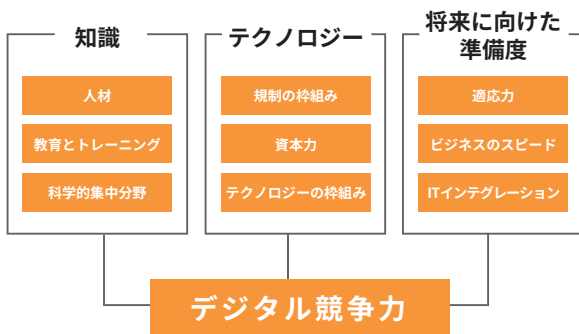 知識
人材
教育とトレーニング
科学的集中分野
テクノロジー
規制の枠組み
資本力
テクノロジーの枠組み
将来に向けた
準備度
適応力
ビジネスのスピード
ITインテグレーション
デジタル競争力